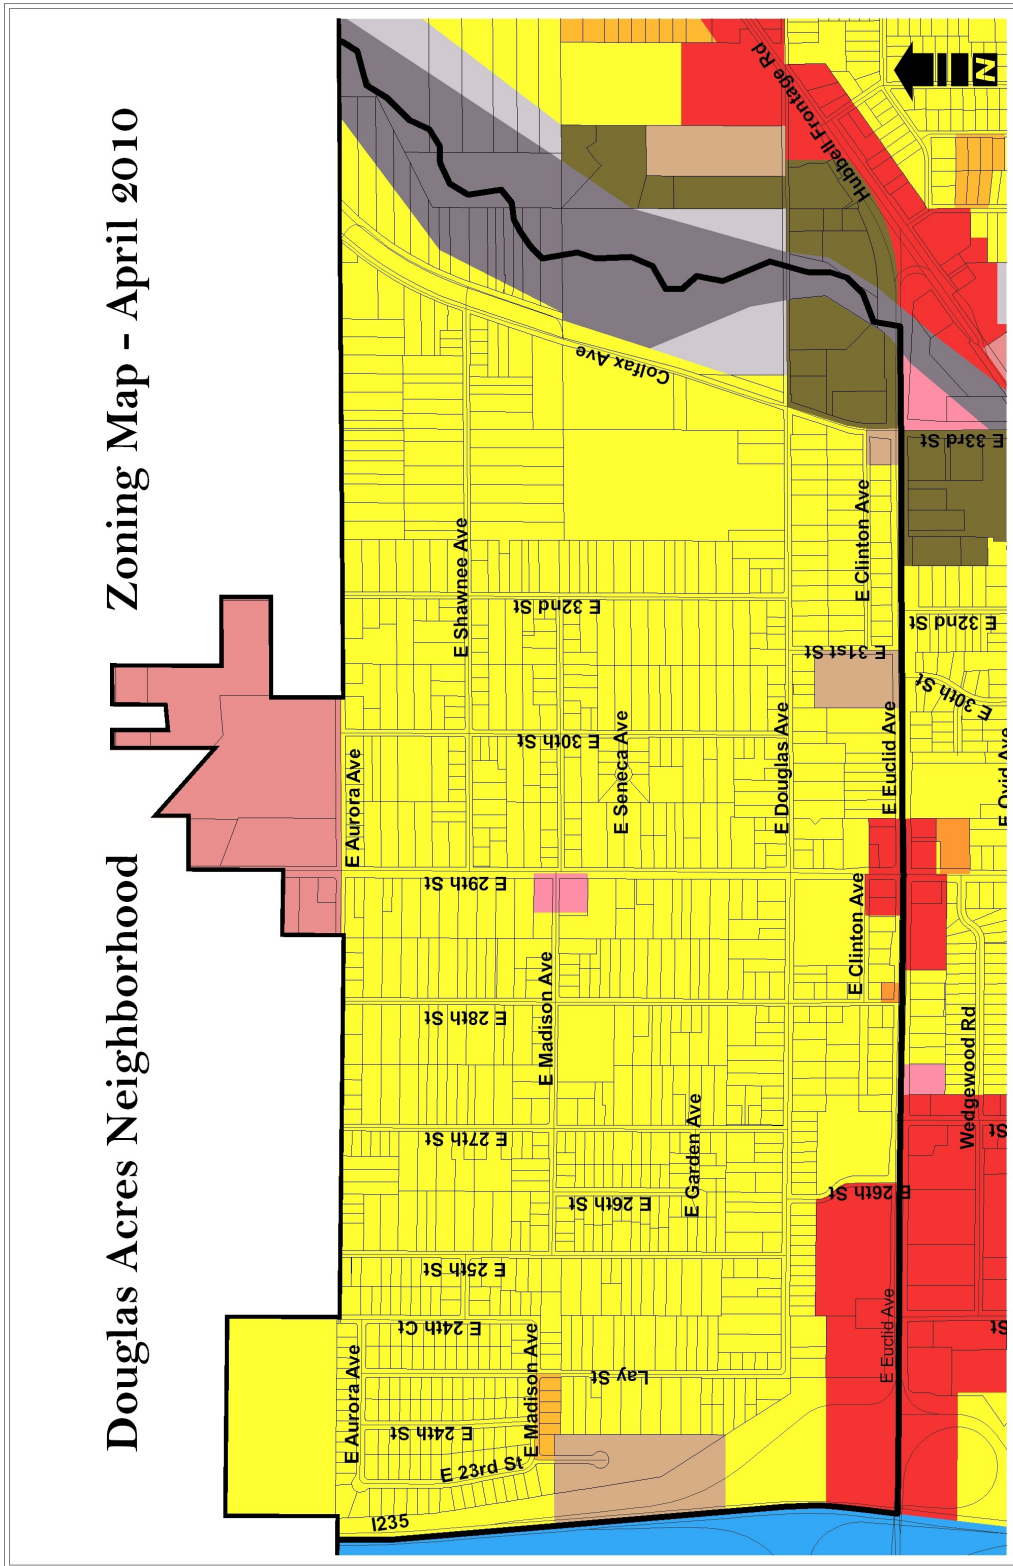 Douglas Acres Neighborhood Zoning Map - April 2010
N
I235
E Aurora Ave
E Aurora Ave
E 23rd St
E 24th St
E 24th Ct
E 25th St
E 27th St
E 28th St
E 29th St
E Shawnee Ave
E Madison Ave
E Madison Ave
Lay St
E 26th St
E Garden Ave
E Seneca Ave
E 30th St
E 32nd St
Colfax Ave
Hubbell Frontage Rd
E Douglas Ave
E Clinton Ave
E Clinton Ave
E 31st St
E 26th St
E Euclid Ave
E Euclid Ave
E 33rd St
E 32nd St
E 30th St
Wedgewood Rd
E Ovid Ave
St
St